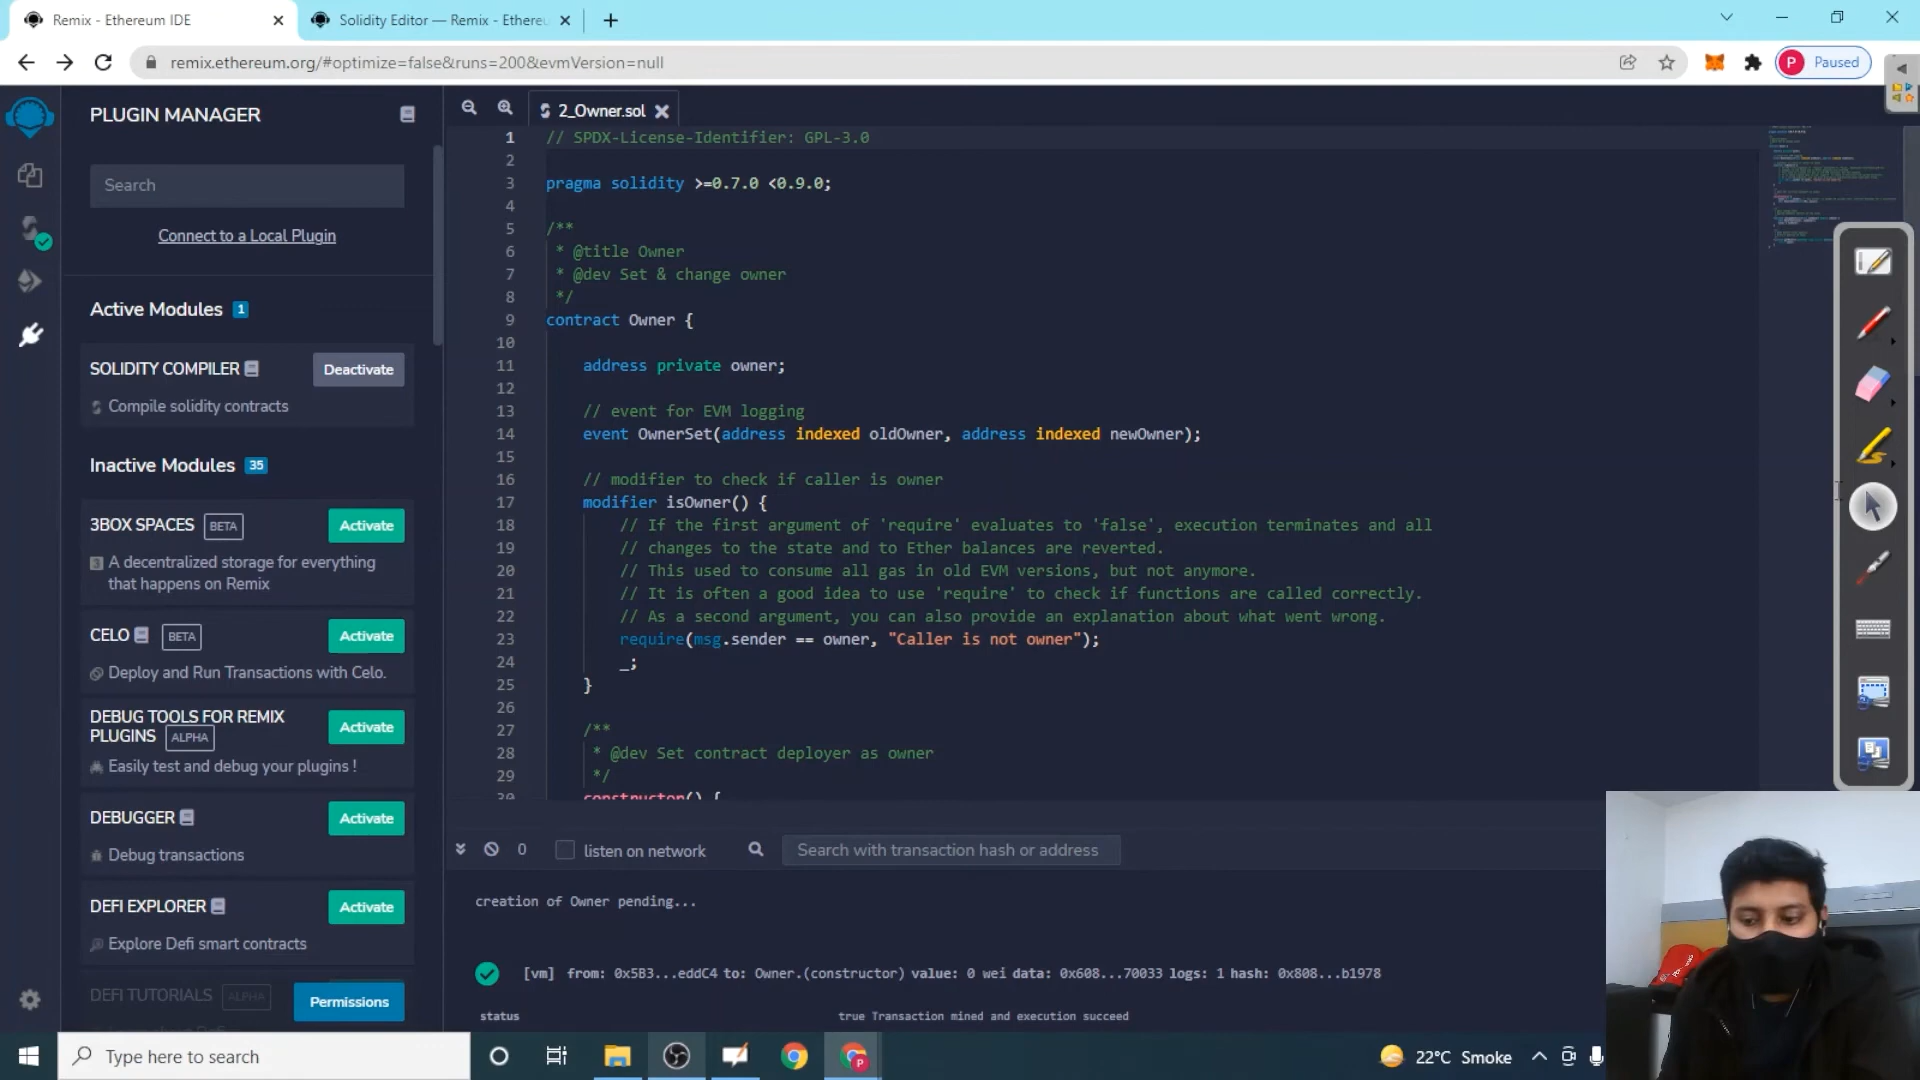 Remix - Ethereum IDE
Solidity Editor — Remix - Ethereu
remix.ethereum.org/#optimize=false&runs=200&evmVersion=null
P Paused
PLUGIN MANAGER
Search
Connect to a Local Plugin
Active Modules 1
SOLIDITY COMPILER
Deactivate
Compile solidity contracts
Inactive Modules 35
3BOX SPACES BETA
Activate
A decentralized storage for everything
that happens on Remix
CELO BETA
Activate
Deploy and Run Transactions with Celo.
DEBUG TOOLS FOR REMIX
PLUGINS ALPHA
Activate
Easily test and debug your plugins !
DEBUGGER
Activate
Debug transactions
DEFI EXPLORER
Activate
Explore Defi smart contracts
DEFI TUTORIALS ALPHA
Permissions
2_Owner.sol
1 // SPDX-License-Identifier: GPL-3.0
2
3 pragma solidity >=0.7.0 <0.9.0;
4
5 /**
6 * @title Owner
7 * @dev Set & change owner
8 */
9 contract Owner {
10
11 address private owner;
12
13 // event for EVM logging
14 event OwnerSet(address indexed oldOwner, address indexed newOwner);
15
16 // modifier to check if caller is owner
17 modifier isOwner() {
18 // If the first argument of 'require' evaluates to 'false', execution terminates and all
19 // changes to the state and to Ether balances are reverted.
20 // This used to consume all gas in old EVM versions, but not anymore.
21 // It is often a good idea to use 'require' to check if functions are called correctly.
22 // As a second argument, you can also provide an explanation about what went wrong.
23 require(msg.sender == owner, "Caller is not owner");
24 _;
25 }
26
27 /**
28 * @dev Set contract deployer as owner
29 */
30 constructor() {
0 listen on network
Search with transaction hash or address
creation of Owner pending...
[vm] from: 0x5B3...eddC4 to: Owner.(constructor) value: 0 wei data: 0x608...70033 logs: 1 hash: 0x808...b1978
status true Transaction mined and execution succeed
Type here to search
22°C Smoke